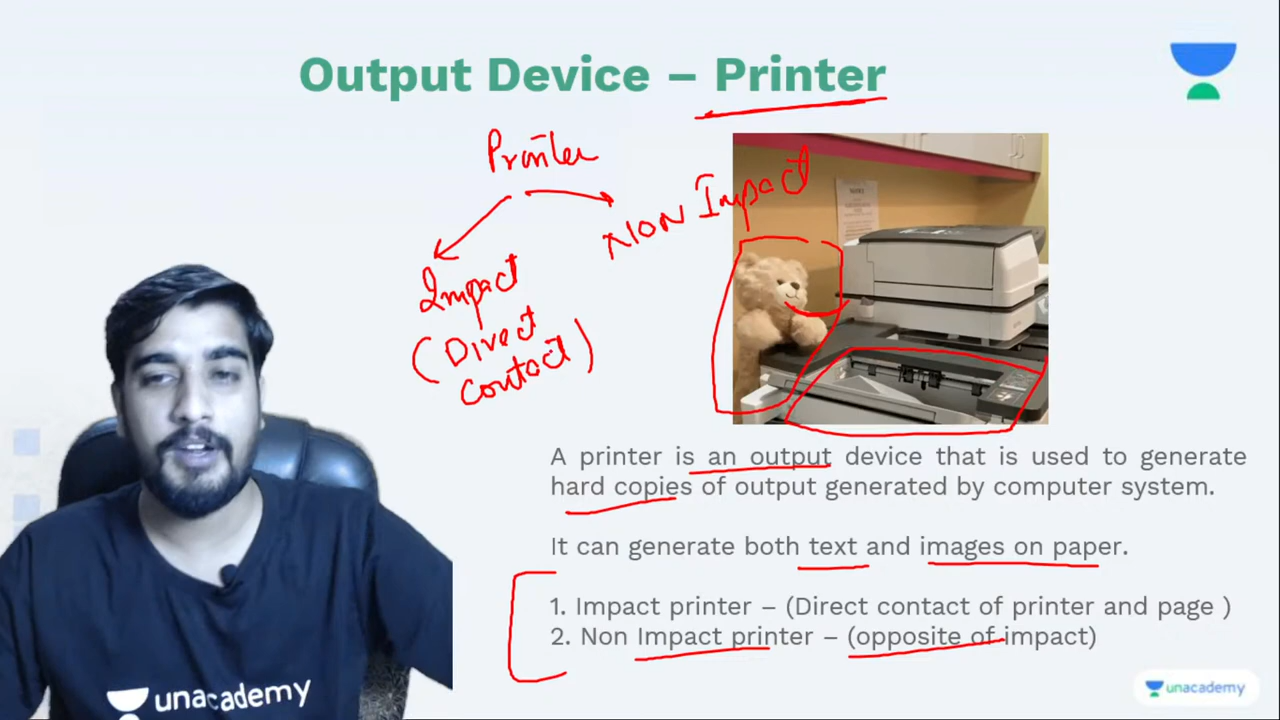 Output Device – Printer
Printer
Impact
(Direct
contact)
NON Impact
A printer is an output device that is used to generate
hard copies of output generated by computer system.
It can generate both text and images on paper.
1. Impact printer – (Direct contact of printer and page )
2. Non Impact printer – (opposite of impact)
unacademy
unacademy